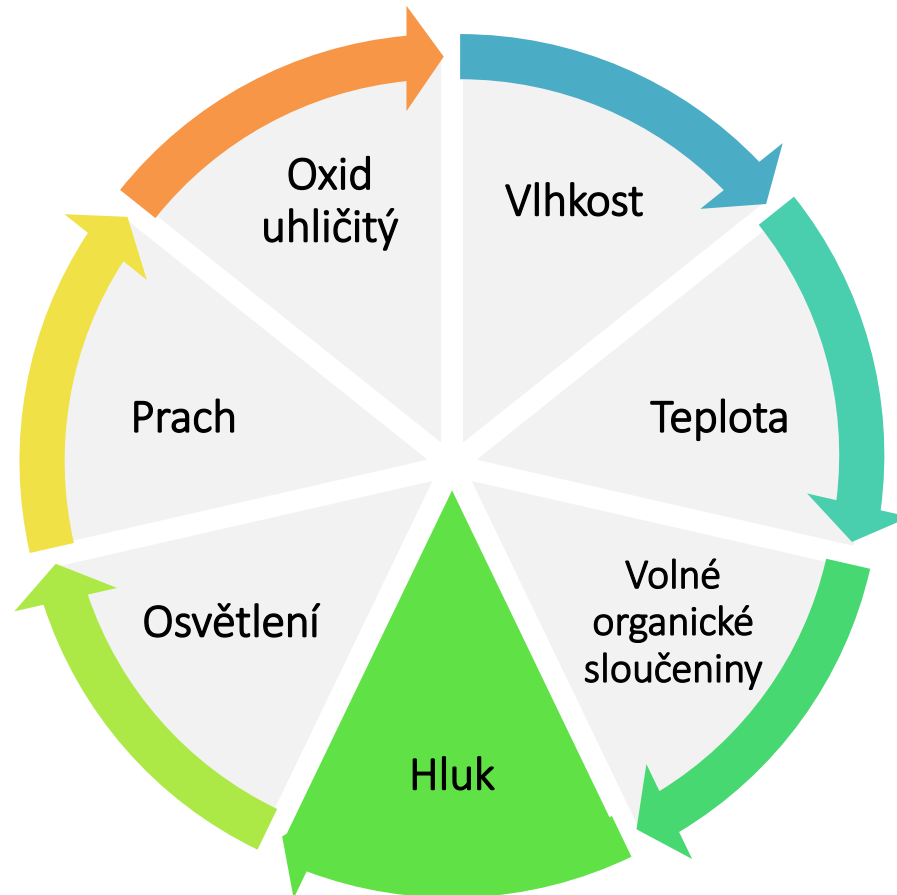 Oxid
uhličitý
Vlhkost
Prach
Teplota
Osvětlení
Volné
organické
sloučeniny
Hluk